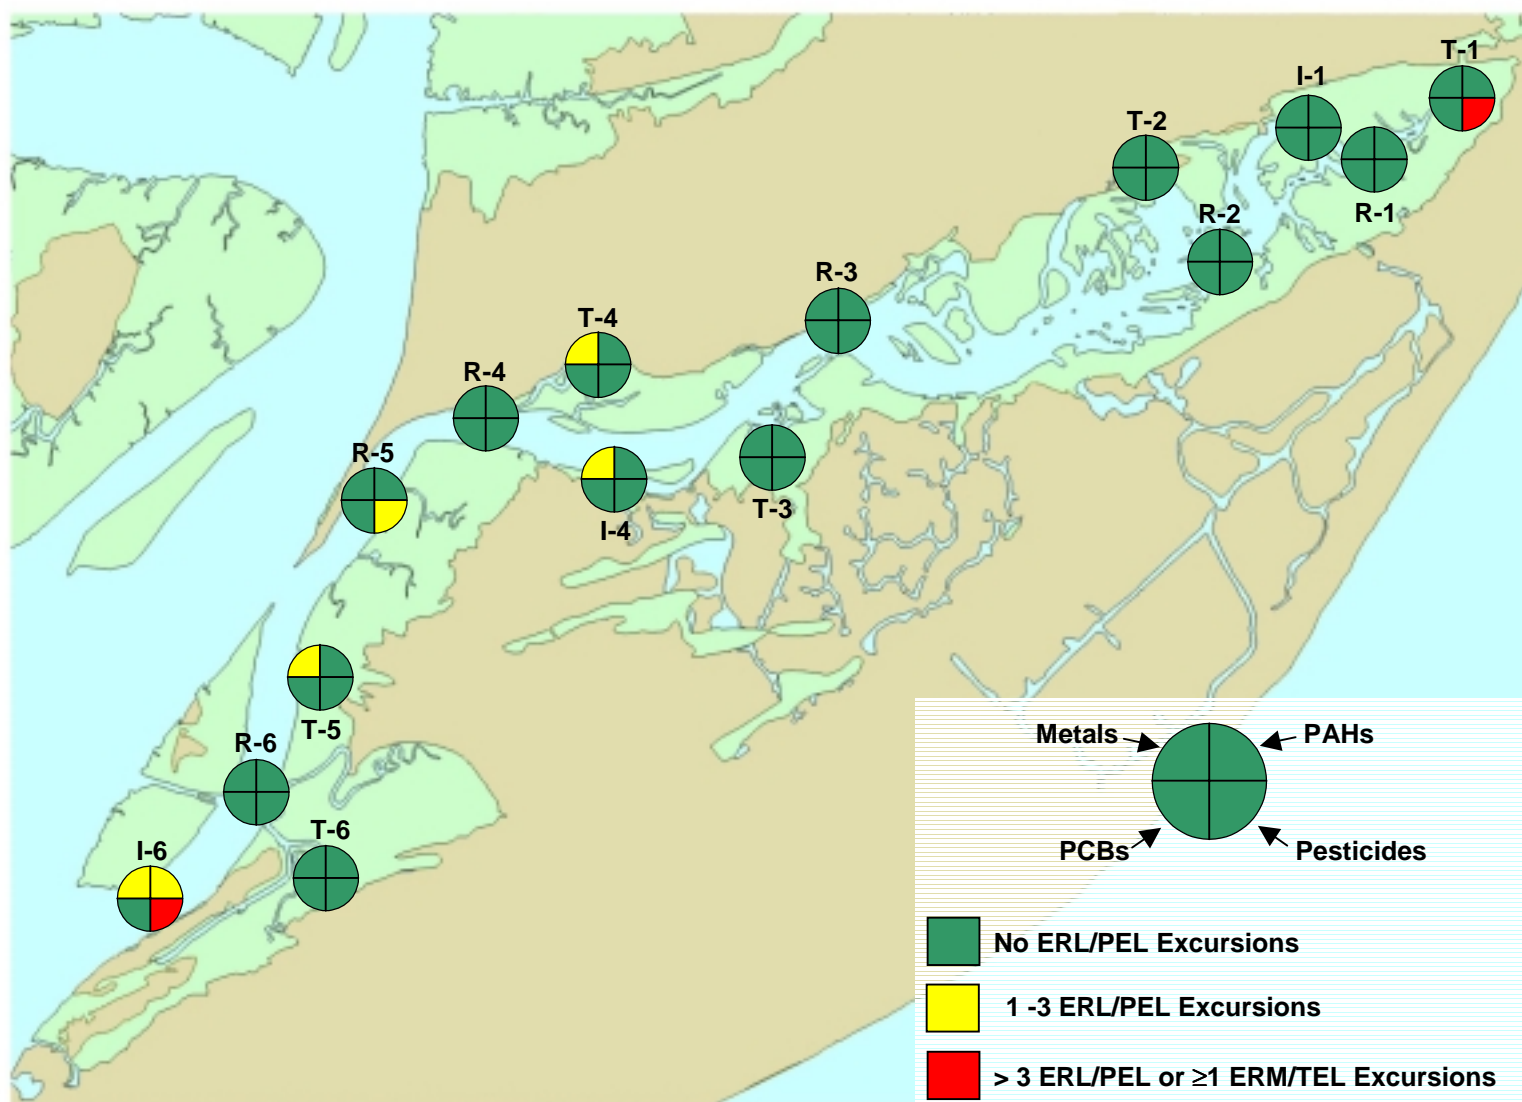 T-1
I-1
T-2
R-1
R-2
R-3
T-4
R-4
R-5
I-4
T-3
T-5
R-6
T-6
I-6
Metals
PAHs
PCBs
Pesticides
No ERL/PEL Excursions
1 -3 ERL/PEL Excursions
> 3 ERL/PEL or ≥1 ERM/TEL Excursions